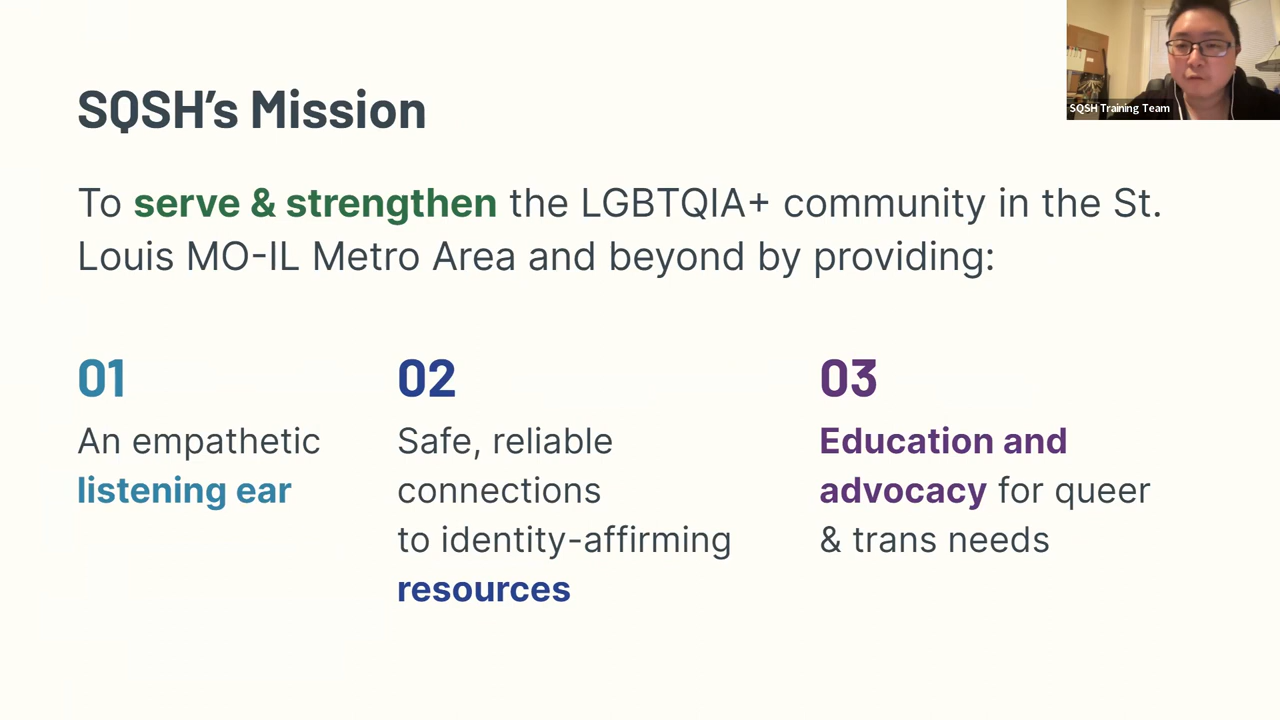 SQSH’s Mission
SQSH Training Team
To serve & strengthen the LGBTQIA+ community in the St.
Louis MO-IL Metro Area and beyond by providing:
01
An empathetic
listening ear
02
Safe, reliable
connections
to identity-affirming
resources
03
Education and
advocacy for queer
& trans needs